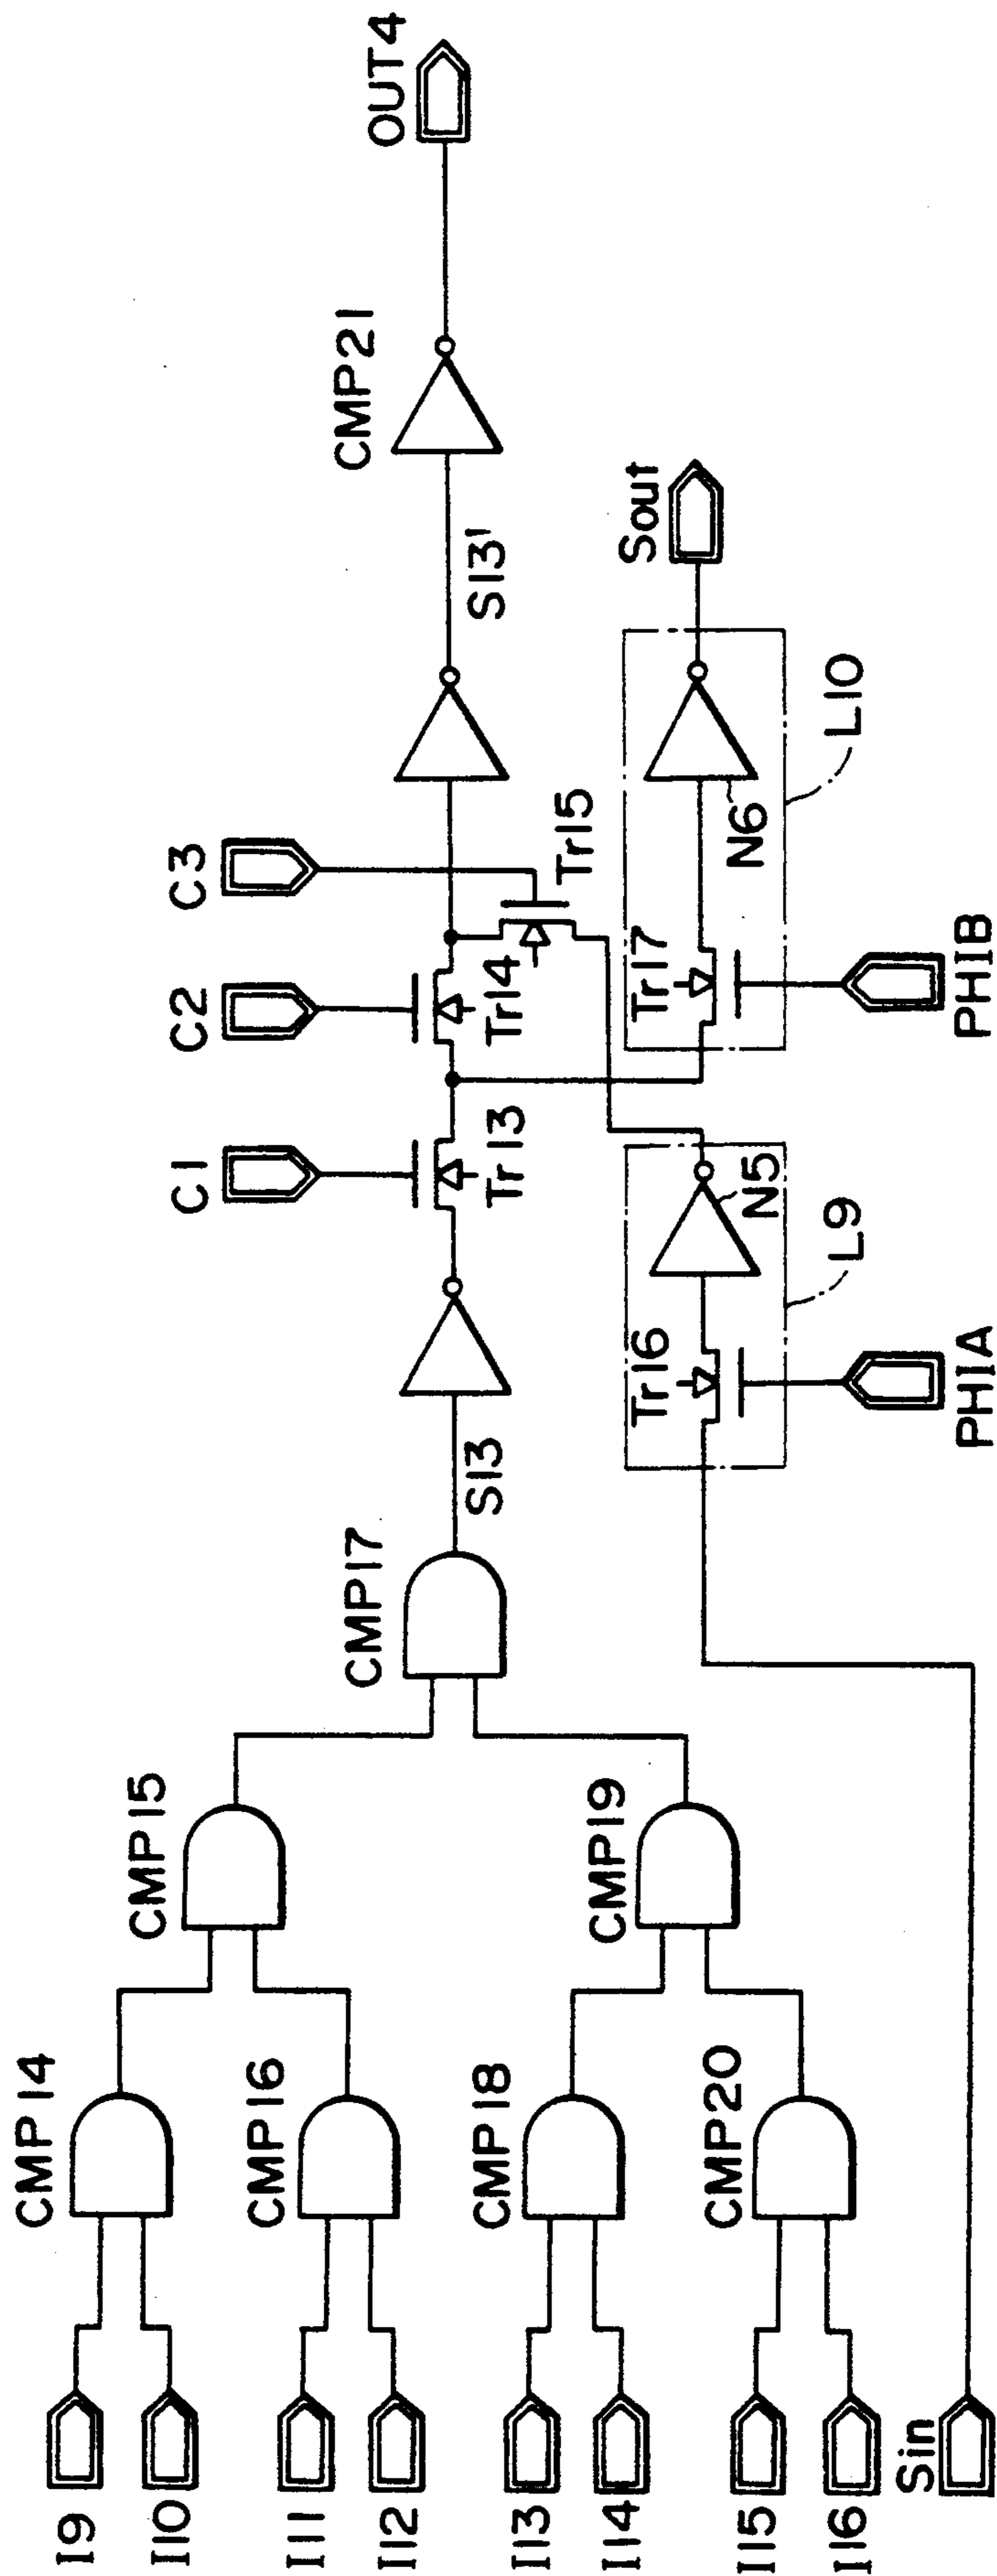 I9
I10
I11
I12
I13
I14
I15
I16
Sin
CMP14
CMP16
CMP18
CMP20
CMP15
CMP19
CMP17
S13
C1
Tr13
C2
Tr14
C3
Tr15
Tr16
N5
L9
PHIA
Tr17
N6
L10
PHIB
S13'
CMP21
Sout
OUT4